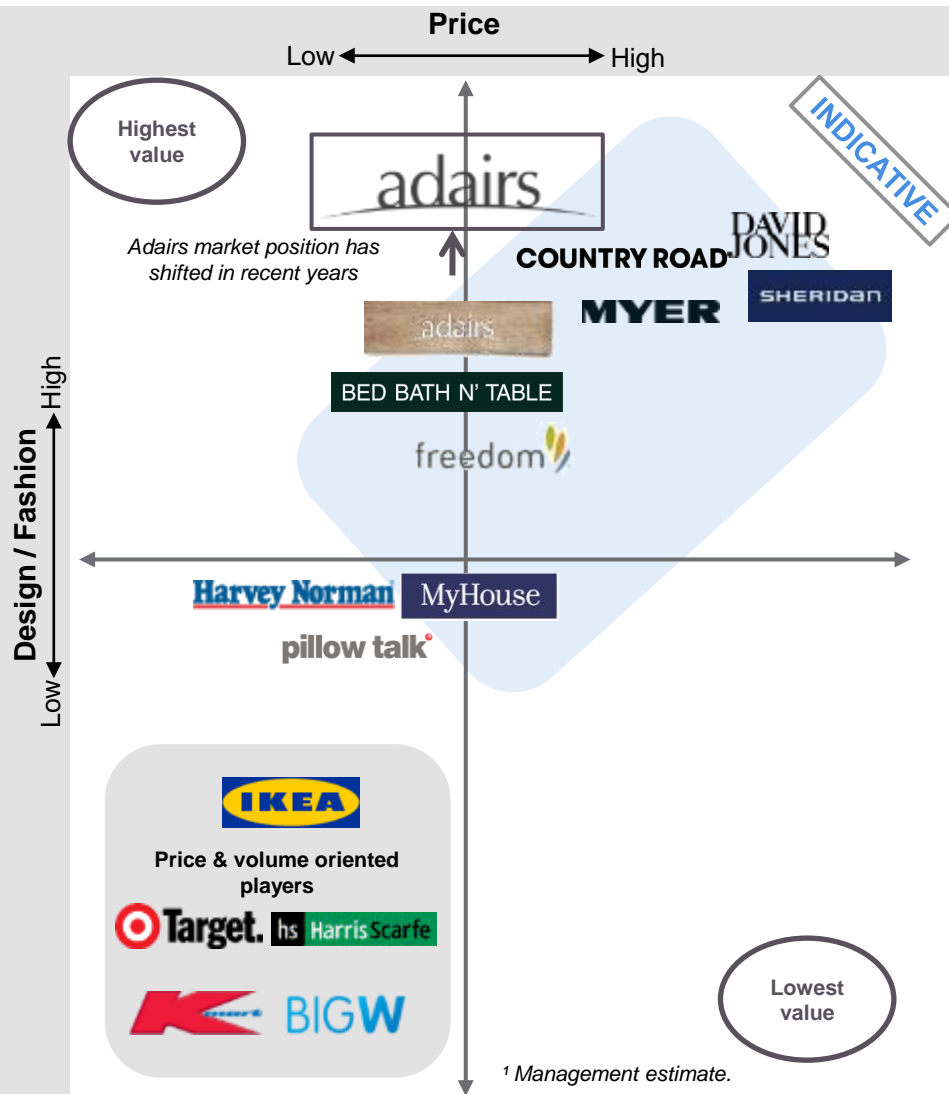 Price
Low High
Highest
value
INDICATIVE
adairs
Adairs market position has
shifted in recent years
DAVID
JONES
COUNTRY ROAD
SHERIDAN
MYER
adairs
BED BATH N' TABLE
freedom
Design / Fashion
Low High
Harvey Norman
MyHouse
pillow talk
IKEA
Price & volume oriented
players
Target.
hs Harris Scarfe
Kmart
BIGW
Lowest
value
¹ Management estimate.